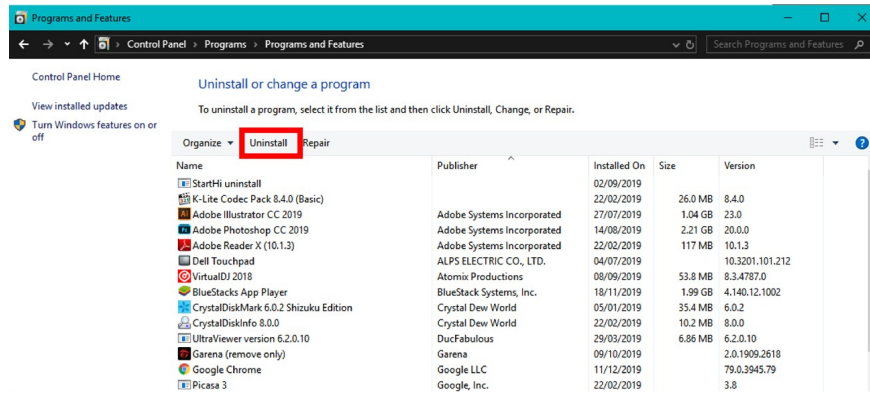 Programs and Features
Control Panel > Programs > Programs and Features Search Programs and Features
Control Panel Home
View installed updates
Turn Windows features on or off
Uninstall or change a program
To uninstall a program, select it from the list and then click Uninstall, Change, or Repair.
Organize Uninstall Repair
Name Publisher Installed On Size Version
StartHi uninstall 02/09/2019
K-Lite Codec Pack 8.4.0 (Basic) 22/02/2019 26.0 MB 8.4.0
Adobe Illustrator CC 2019 Adobe Systems Incorporated 27/07/2019 1.04 GB 23.0
Adobe Photoshop CC 2019 Adobe Systems Incorporated 14/08/2019 2.21 GB 20.0.0
Adobe Reader X (10.1.3) Adobe Systems Incorporated 22/02/2019 117 MB 10.1.3
Dell Touchpad ALPS ELECTRIC CO., LTD. 04/07/2019 10.3201.101.212
VirtualDJ 2018 Atomix Productions 08/09/2019 53.8 MB 8.3.4787.0
BlueStacks App Player BlueStack Systems, Inc. 18/11/2019 1.99 GB 4.140.12.1002
CrystalDiskMark 6.0.2 Shizuku Edition Crystal Dew World 05/01/2019 35.4 MB 6.0.2
CrystalDiskInfo 8.0.0 Crystal Dew World 22/02/2019 10.2 MB 8.0.0
UltraViewer version 6.2.0.10 DucFabulous 29/03/2019 6.86 MB 6.2.0.10
Garena (remove only) Garena 09/10/2019 2.0.1909.2618
Google Chrome Google LLC 11/12/2019 79.0.3945.79
Picasa 3 Google, Inc. 22/02/2019 3.8